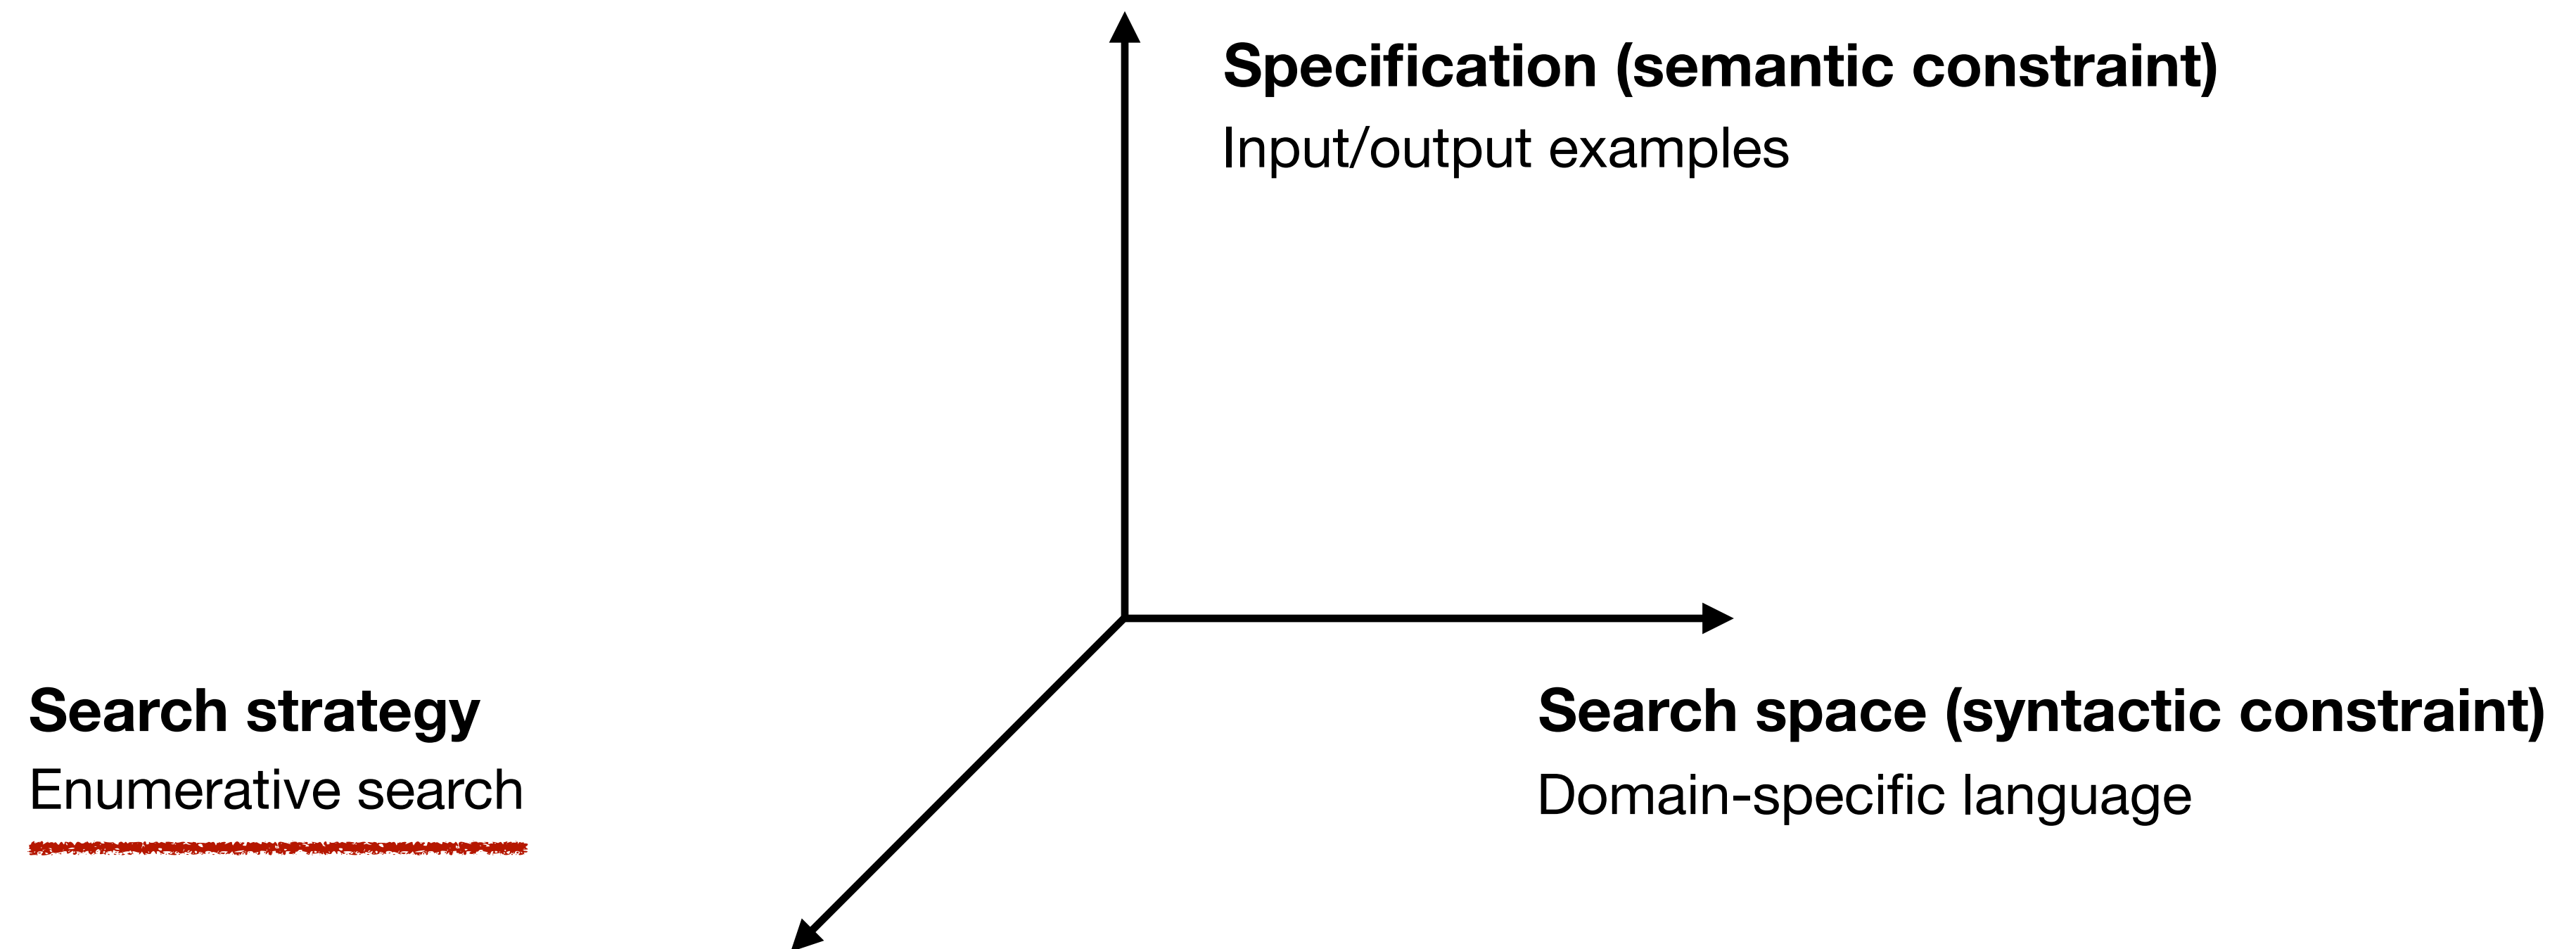 Specification (semantic constraint)
Input/output examples
Search strategy
Enumerative search
Search space (syntactic constraint)
Domain-specific language